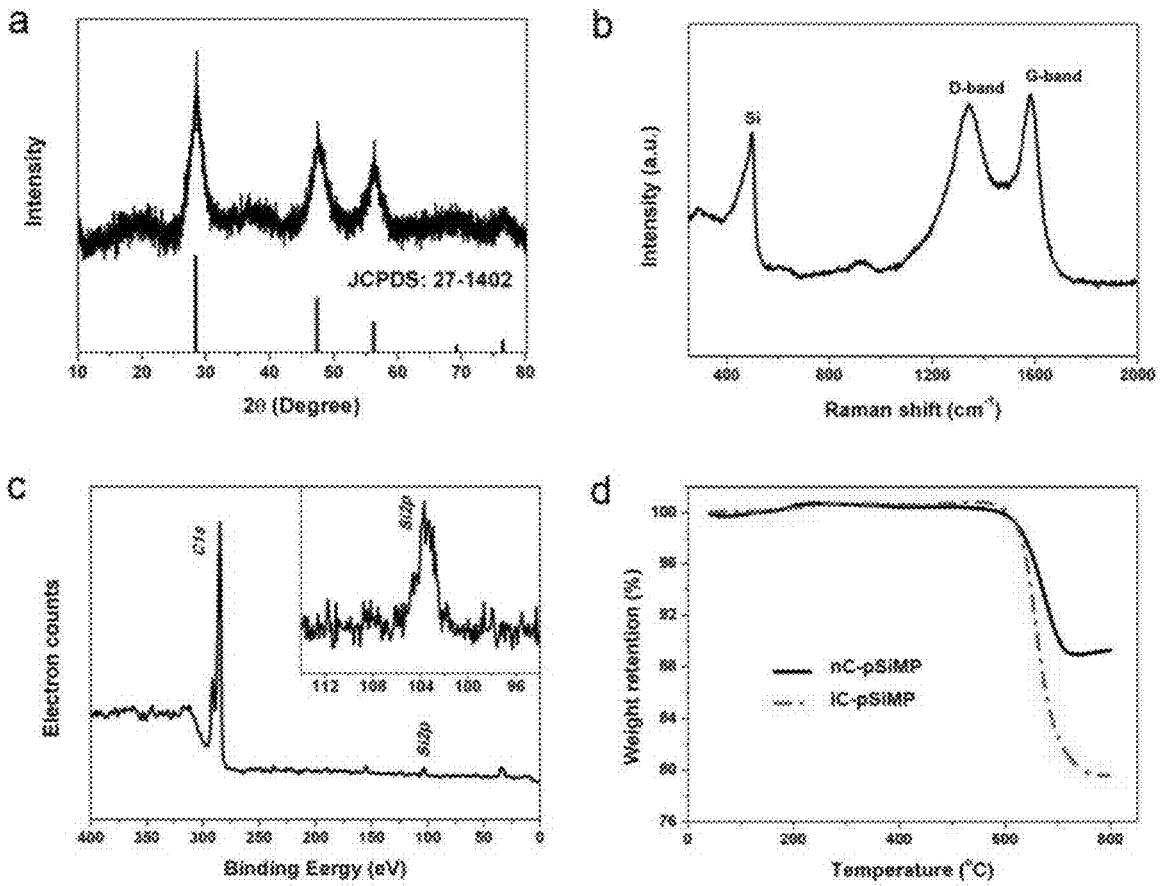 a
Intensity
JCPDS: 27-1402
10 20 30 40 50 60 70 80
2θ (Degree)
b
Intensity (a.u.)
Si
D-band
G-band
400 800 1200 1600 2000
Raman shift (cm⁻¹)
c
Electron counts
C1s
Si2p
112 108 104 100 96
Si2p
400 350 300 250 200 150 100 50 0
Binding Eergy (eV)
d
Weight retention (%)
100
96
92
88
84
80
76
nC-pSiMP
iC-pSiMP
0 200 400 600 800
Temperature (°C)